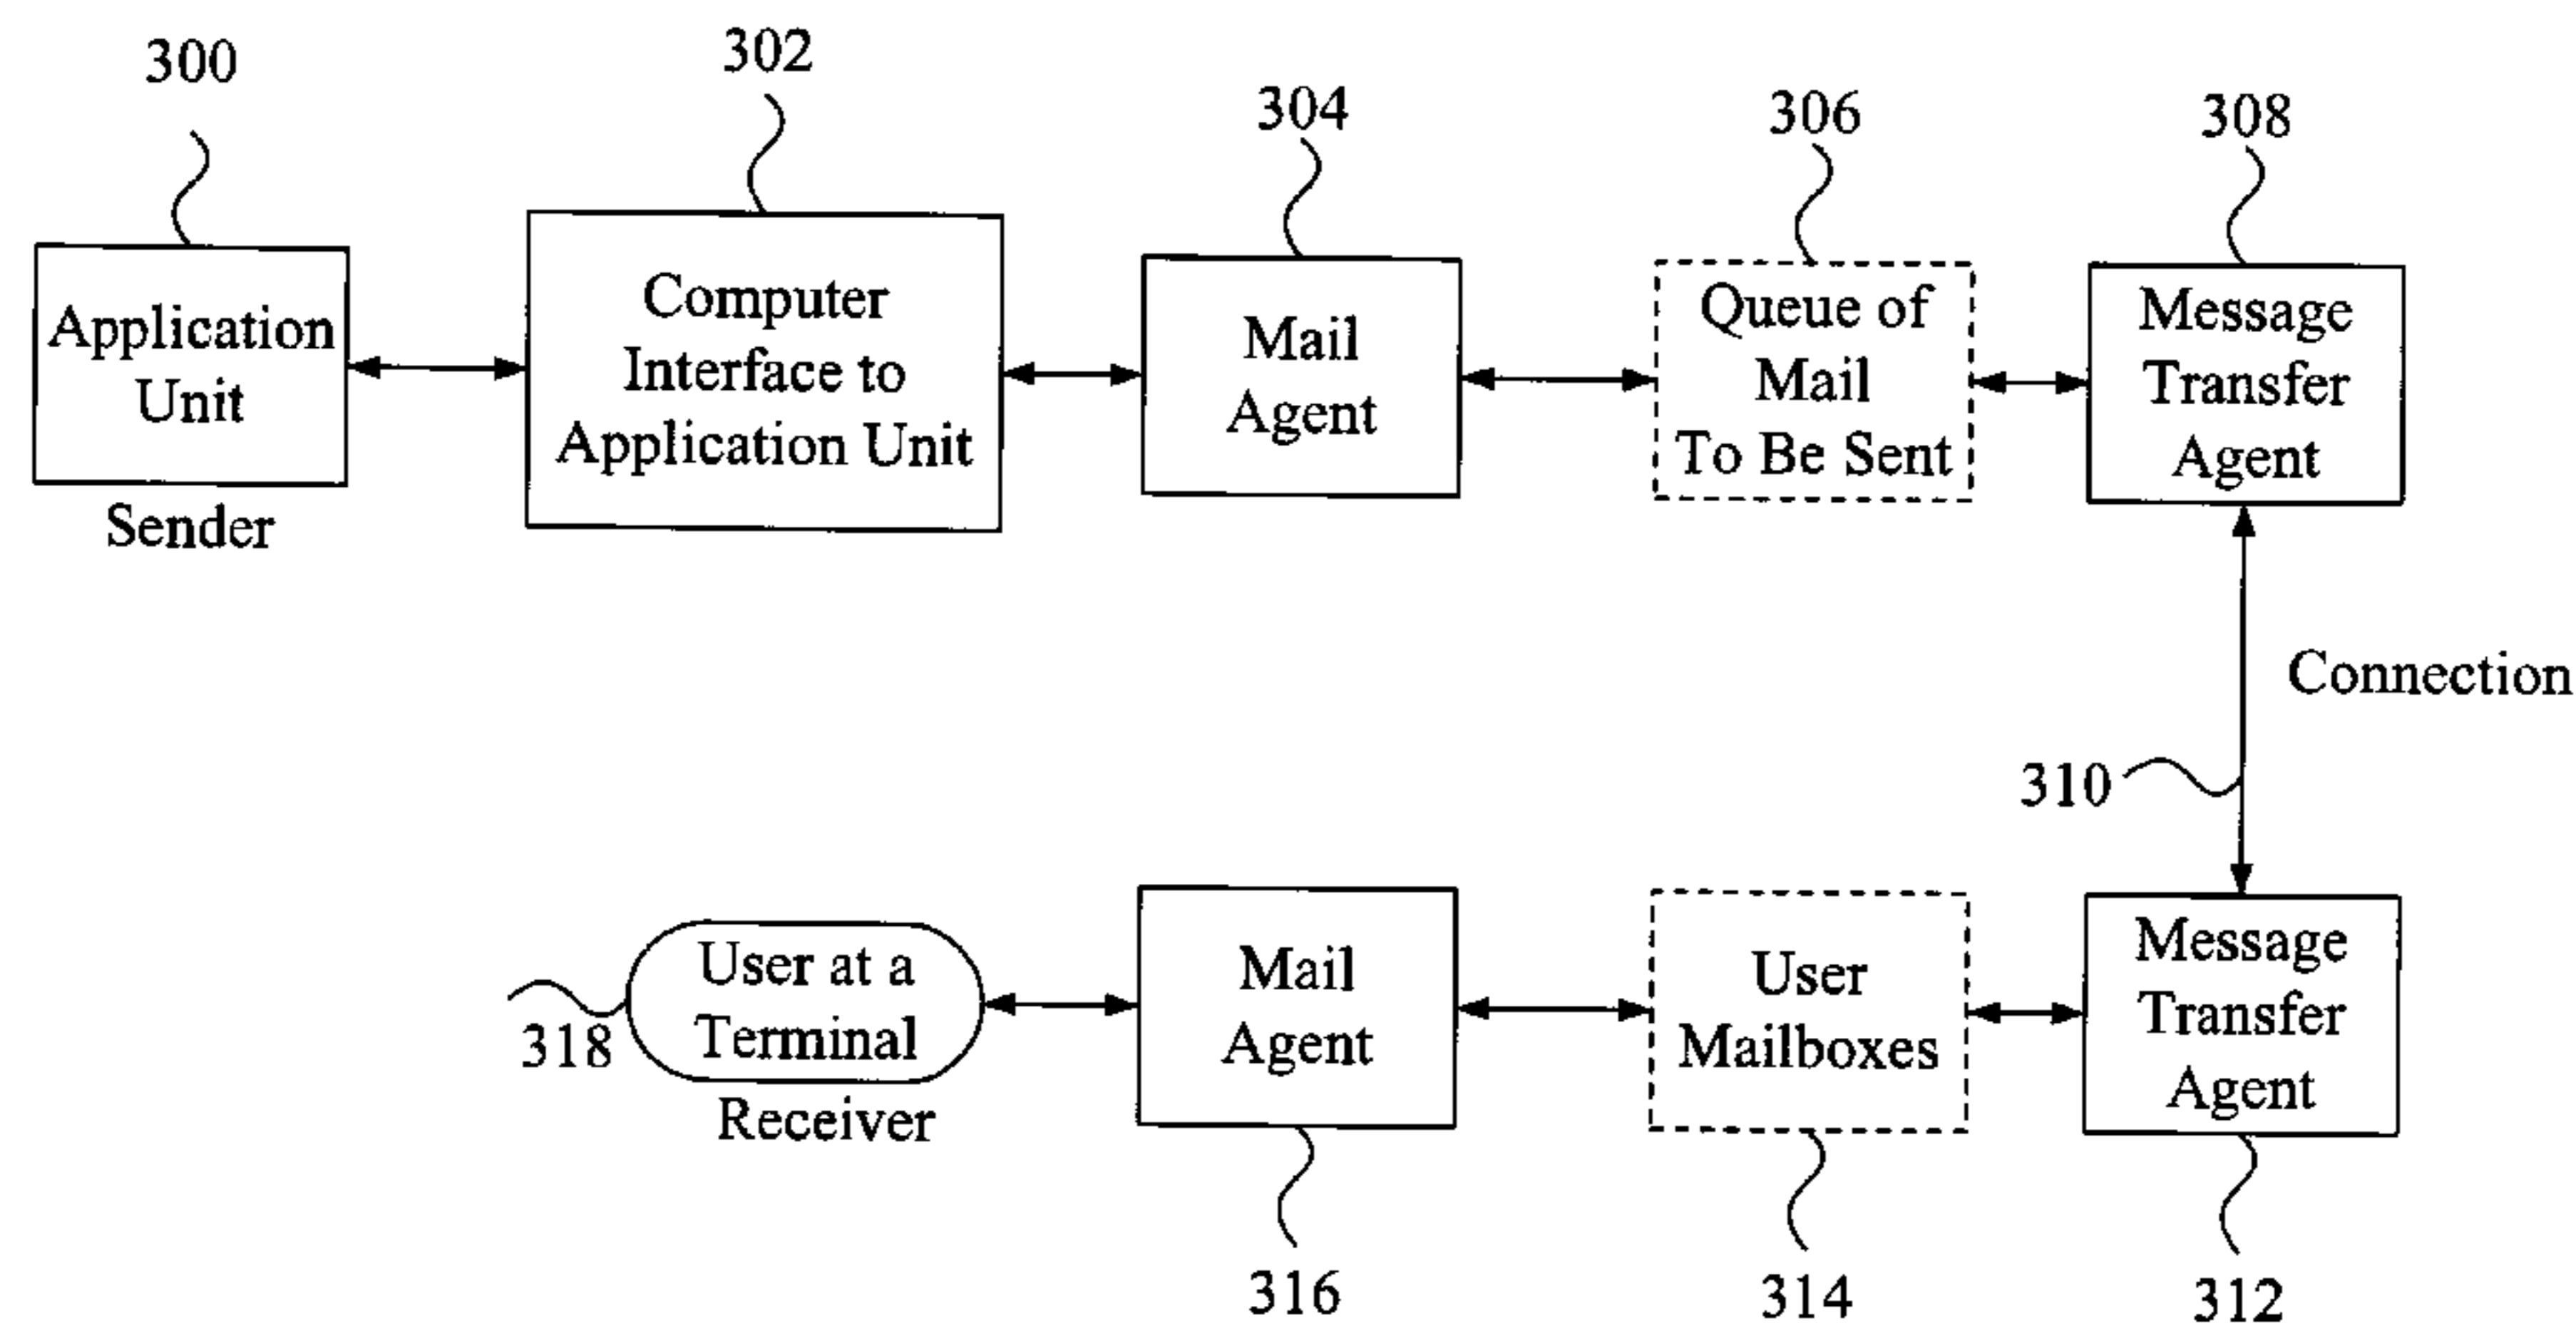 300
302
304
306
308
Application
Unit
Sender
Computer
Interface to
Application Unit
Mail
Agent
Queue of
Mail
To Be Sent
Message
Transfer
Agent
Connection
310
318
User at a
Terminal
Receiver
Mail
Agent
User
Mailboxes
Message
Transfer
Agent
316
314
312